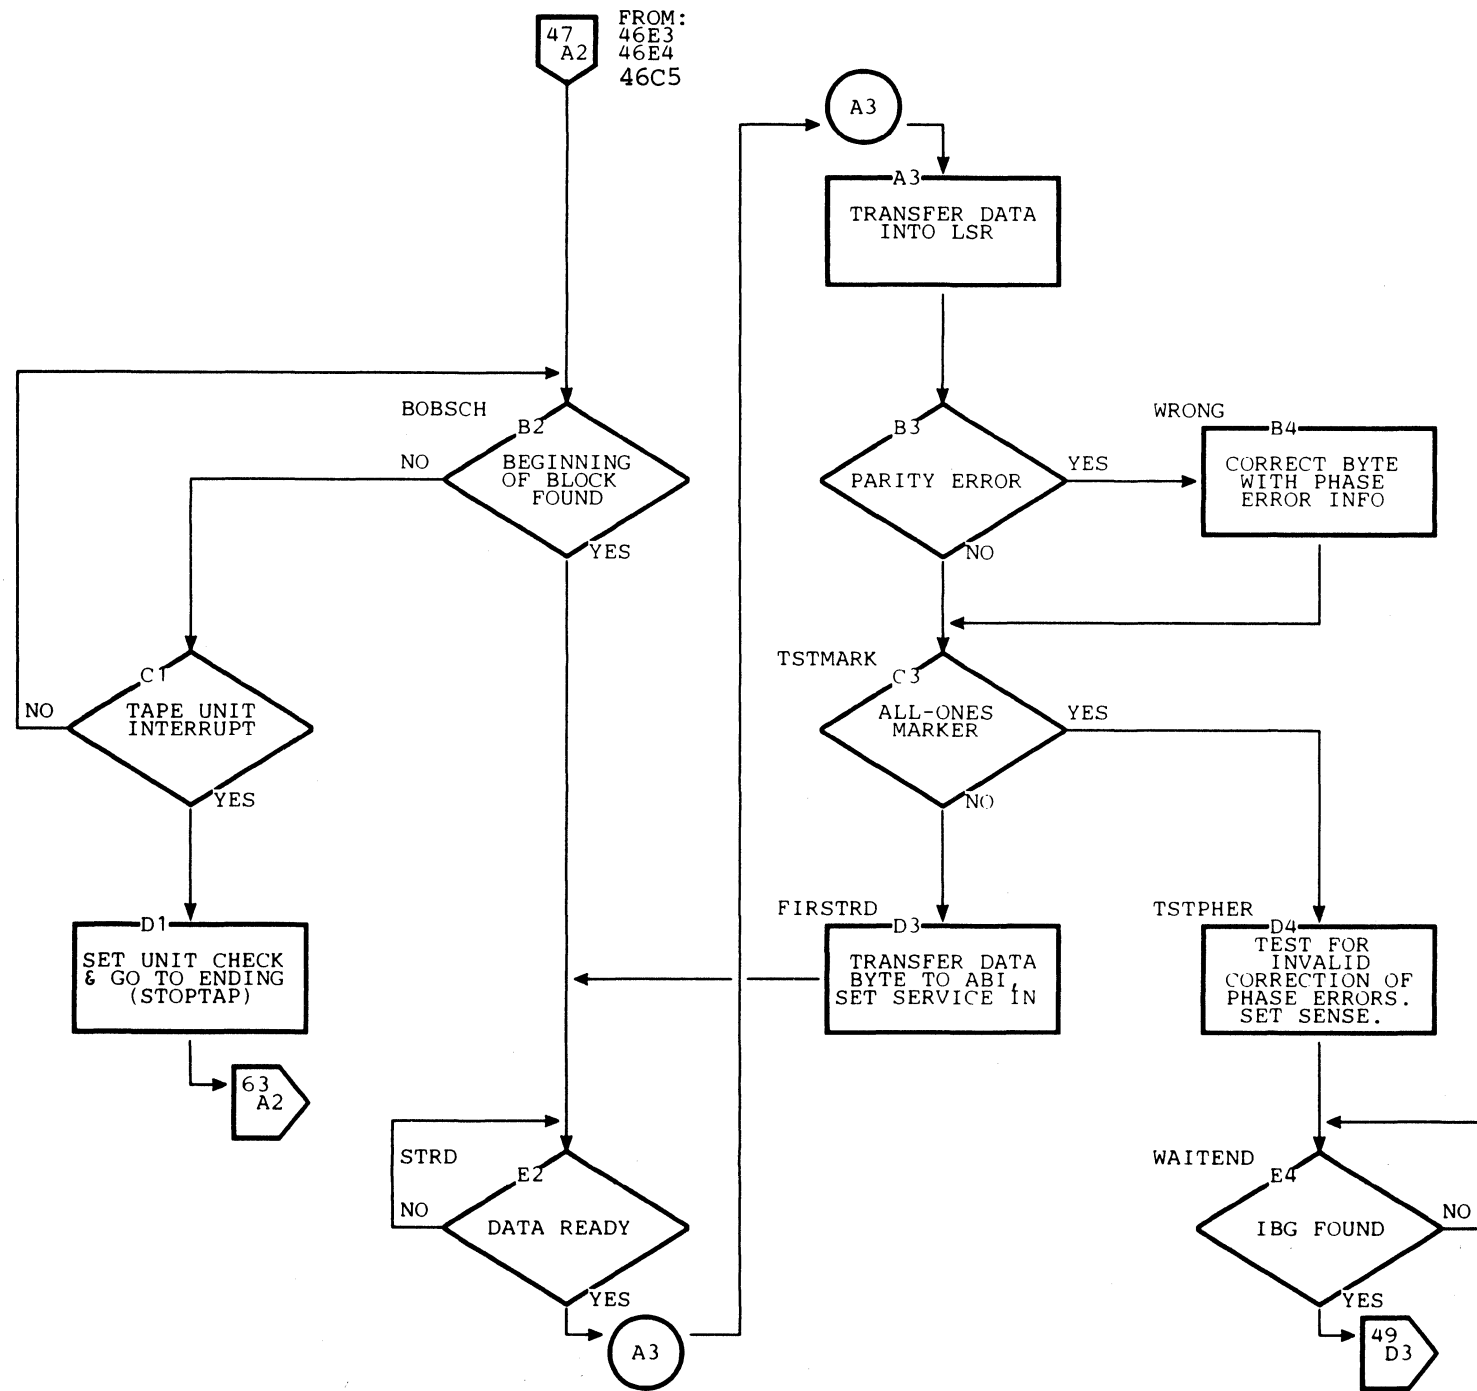 47
A2
FROM:
46E3
46E4
46C5
A3
A3
TRANSFER DATA
INTO LSR
BOBSCH
B2
NO
BEGINNING
OF BLOCK
FOUND
YES
B3
PARITY ERROR
YES
NO
WRONG
B4
CORRECT BYTE
WITH PHASE
ERROR INFO
C1
NO
TAPE UNIT
INTERRUPT
YES
TSTMARK
C3
ALL-ONES
MARKER
YES
NO
D1
SET UNIT CHECK
& GO TO ENDING
(STOPTAP)
63
A2
FIRSTRD
D3
TRANSFER DATA
BYTE TO ABI,
SET SERVICE IN
TSTPHER
D4
TEST FOR
INVALID
CORRECTION OF
PHASE ERRORS.
SET SENSE.
STRD
E2
NO
DATA READY
YES
A3
WAITEND
E4
IBG FOUND
NO
YES
49
D3